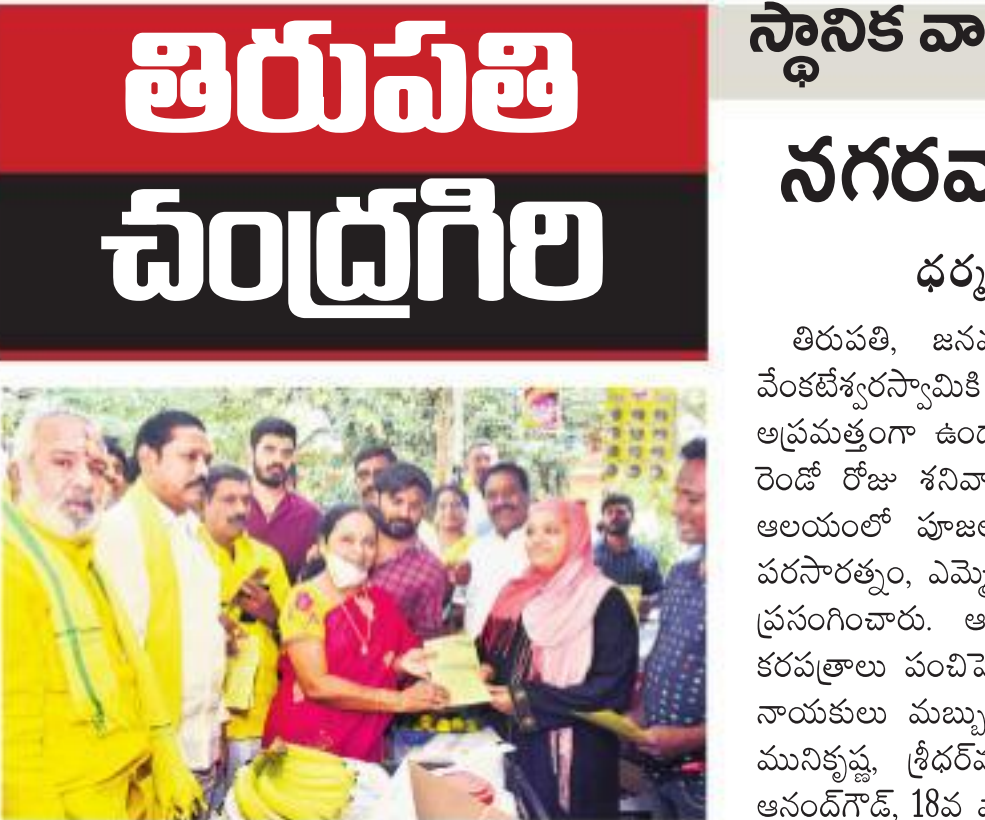 తిరుపతి
చంద్రగిరి
స్థానిక వా
నగరవా
ధర్మ
తిరుపతి, జన
వేంకటేశ్వరస్వామికి
అప్రమత్తంగా ఉం
రెండో రోజు శనివా
ఆలయంలో పూజ
పరసారత్నం, ఎమ్మె
ప్రసంగించారు. ఆ
కరపత్రాలు పంచి
నాయకులు మబ్బు
మునికృష్ణ, శ్రీధర్
ఆనంద్‌గౌడ్, 18వ